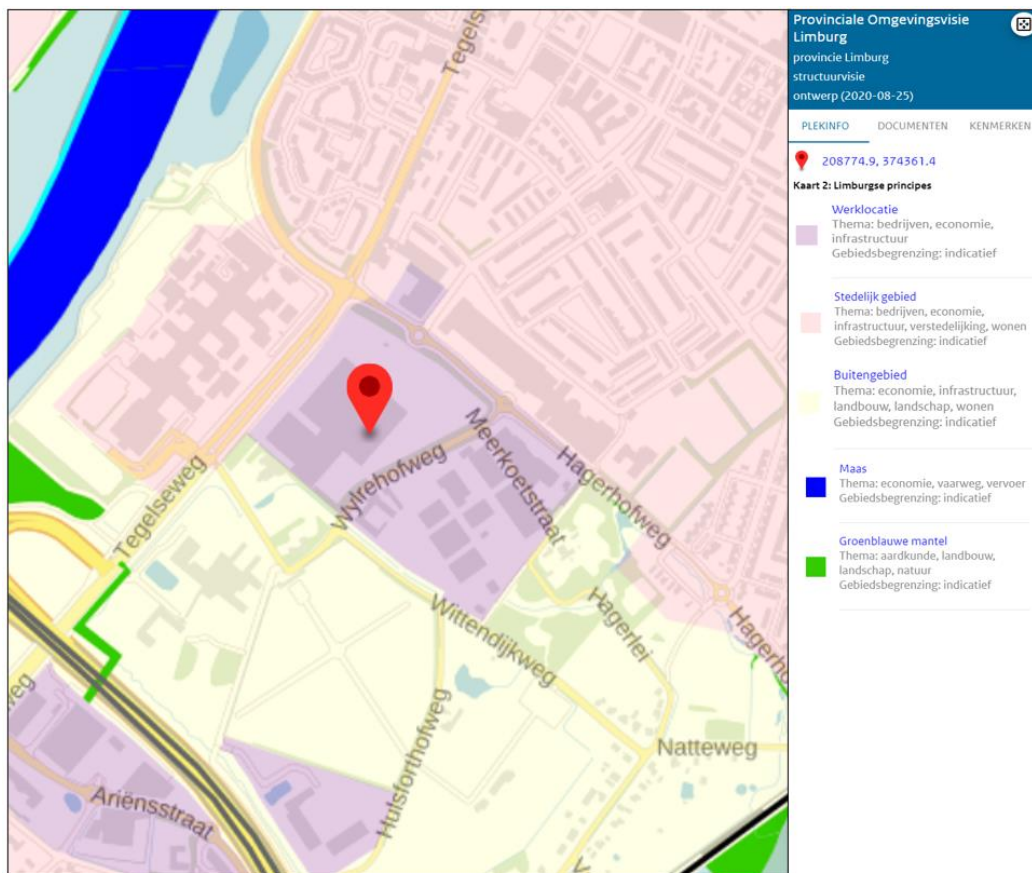 Tegels
Provinciale Omgevingsvisie
Limburg
provincie Limburg
structuurvisie
ontwerp (2020-08-25)
PLEKINFO DOCUMENTEN KENMERKEN
208774.9, 374361.4
Kaart 2: Limburgse principes
Werklocatie
Thema: bedrijven, economie,
infrastructuur
Gebiedsbegrenzing: indicatief
Stedelijk gebied
Thema: bedrijven, economie,
infrastructuur, verstedelijking, wonen
Gebiedsbegrenzing: indicatief
Buitengebied
Thema: economie, infrastructuur,
landbouw, landschap, wonen
Gebiedsbegrenzing: indicatief
Maas
Thema: economie, vaarweg, vervoer
Gebiedsbegrenzing: indicatief
Groenblauwe mantel
Thema: aardkunde, landbouw,
landschap, natuur
Gebiedsbegrenzing: indicatief
Wylrehofweg
Meerkoetstraat
Hagerhofweg
Tegelseweg
Wittendijkweg
Hagerlei
Hagerho
weg
Hulsforthofweg
Natteweg
Ariënsstraat
V